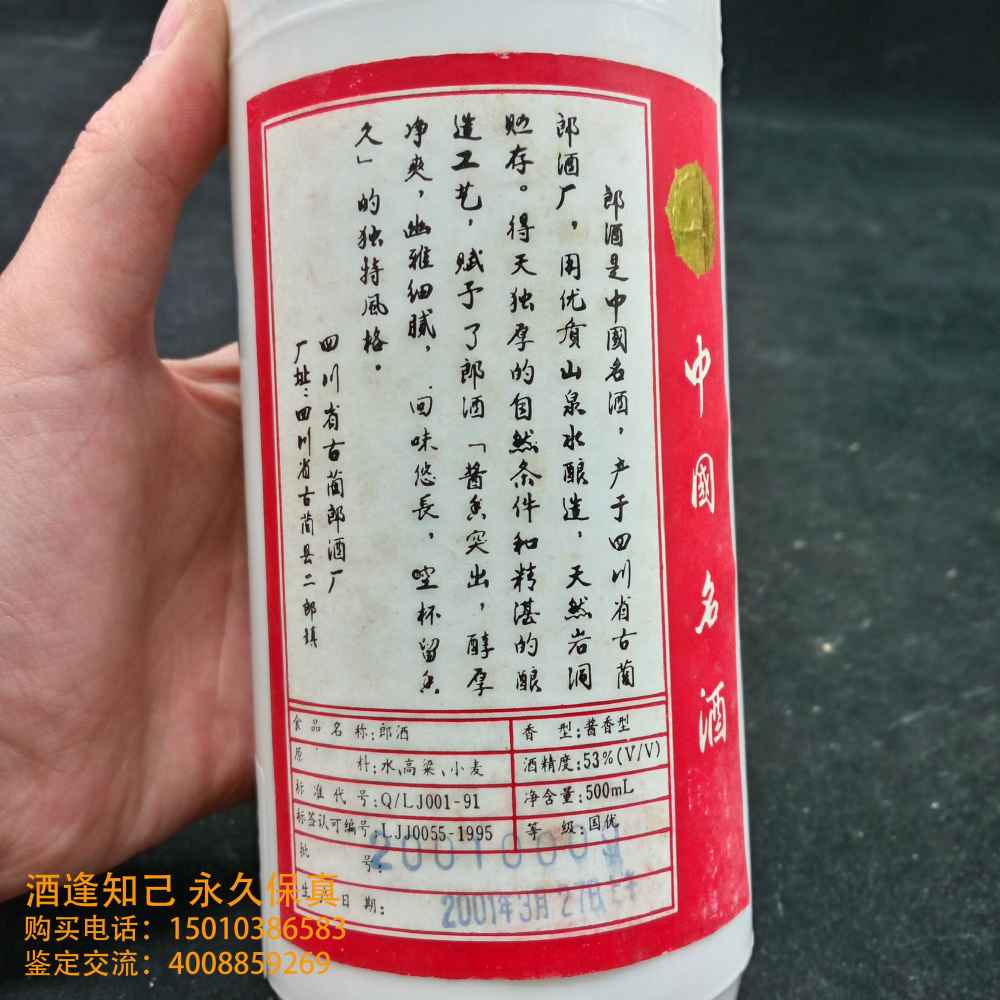 郎酒是中國名酒，产于四川省古蔺
郎酒厂，用优质山泉水酿造，天然岩洞
贮存。得天独厚的自然条件和精湛的酿
造工艺，赋予了郎酒「酱香突出，醇厚
净爽，幽雅细腻，回味悠長，空杯留香
久」的独特风格。
四川省古蔺郎酒厂
厂址：四川省古蔺县二郎镇
中國名酒
食品名称：郎酒
香型：酱香型
原料：水、高粱、小麦
酒精度：53%(V/V)
标准代号：Q/LJ001-91
净含量：500mL
标签认可编号：LJJ0055-1995
等级：国优
批号：
日期：2001年3月27日
酒逢知己 永久保真
购买电话：15010386583
鉴定交流：4008859269